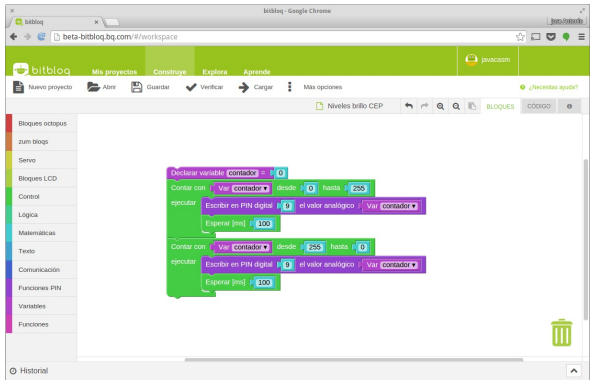 bitbloq - Google Chrome
bitbloq
beta-bitbloq.bq.com/#/workspace
bitbloq Mis proyectos Construye Explora Aprende javacasm
Nuevo proyecto Abrir Guardar Verificar Cargar Más opciones
Niveles brillo CEP BLOQUES CÓDIGO ¿Necesitas ayuda?
Bloques octopus
zum bloqs
Servo
Bloques LCD
Control
Lógica
Matemáticas
Texto
Comunicación
Funciones PIN
Variables
Funciones
Declarar variable contador = 0
Contar con Var contador desde 0 hasta 255
ejecutar Escribir en PIN digital 9 el valor analógico Var contador
Esperar [ms] 100
Contar con Var contador desde 255 hasta 0
ejecutar Escribir en PIN digital 9 el valor analógico Var contador
Esperar [ms] 100
Historial